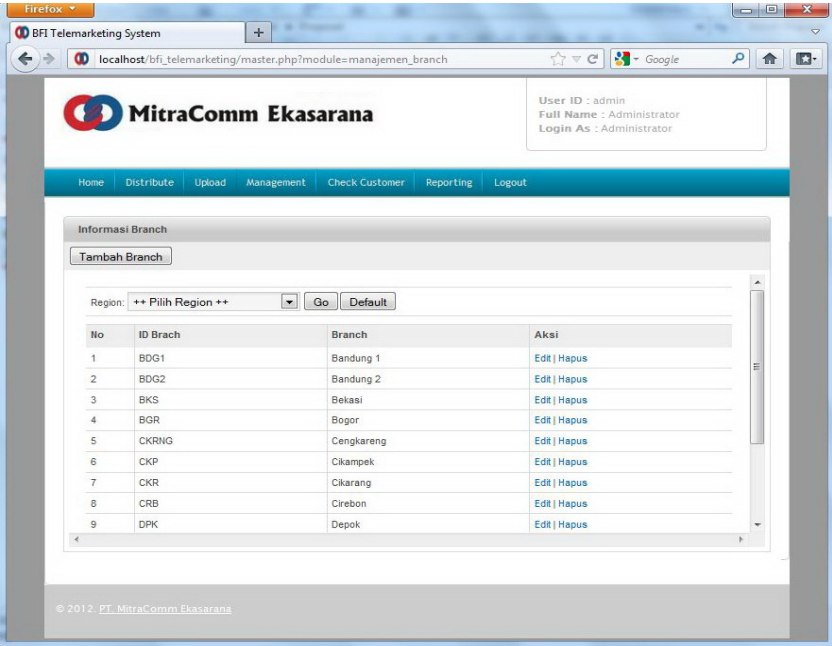 Firefox
BFI Telemarketing System
localhost/bfi_telemarketing/master.php?module=manajemen_branch
Google
MitraComm Ekasarana
User ID : admin
Full Name : Administrator
Login As : Administrator
Home Distribute Upload Management Check Customer Reporting Logout
Informasi Branch
Tambah Branch
Region: ++ Pilih Region ++ Go Default
No ID Brach Branch Aksi
1 BDG1 Bandung 1 Edit | Hapus
2 BDG2 Bandung 2 Edit | Hapus
3 BKS Bekasi Edit | Hapus
4 BGR Bogor Edit | Hapus
5 CKRNG Cengkareng Edit | Hapus
6 CKP Cikampek Edit | Hapus
7 CKR Cikarang Edit | Hapus
8 CRB Cirebon Edit | Hapus
9 DPK Depok Edit | Hapus
© 2012. PT. MitraComm Ekasarana